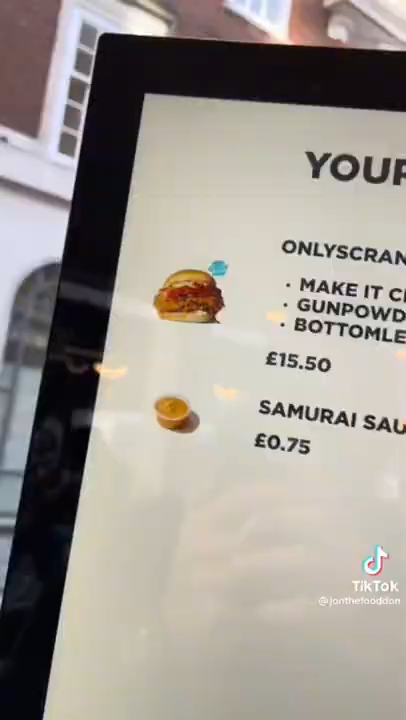 YOUR
ONLYSCRAN
· MAKE IT C
· GUNPOWD
· BOTTOMLE
£15.50
SAMURAI SAU
£0.75
TikTok
@jonthefooddon